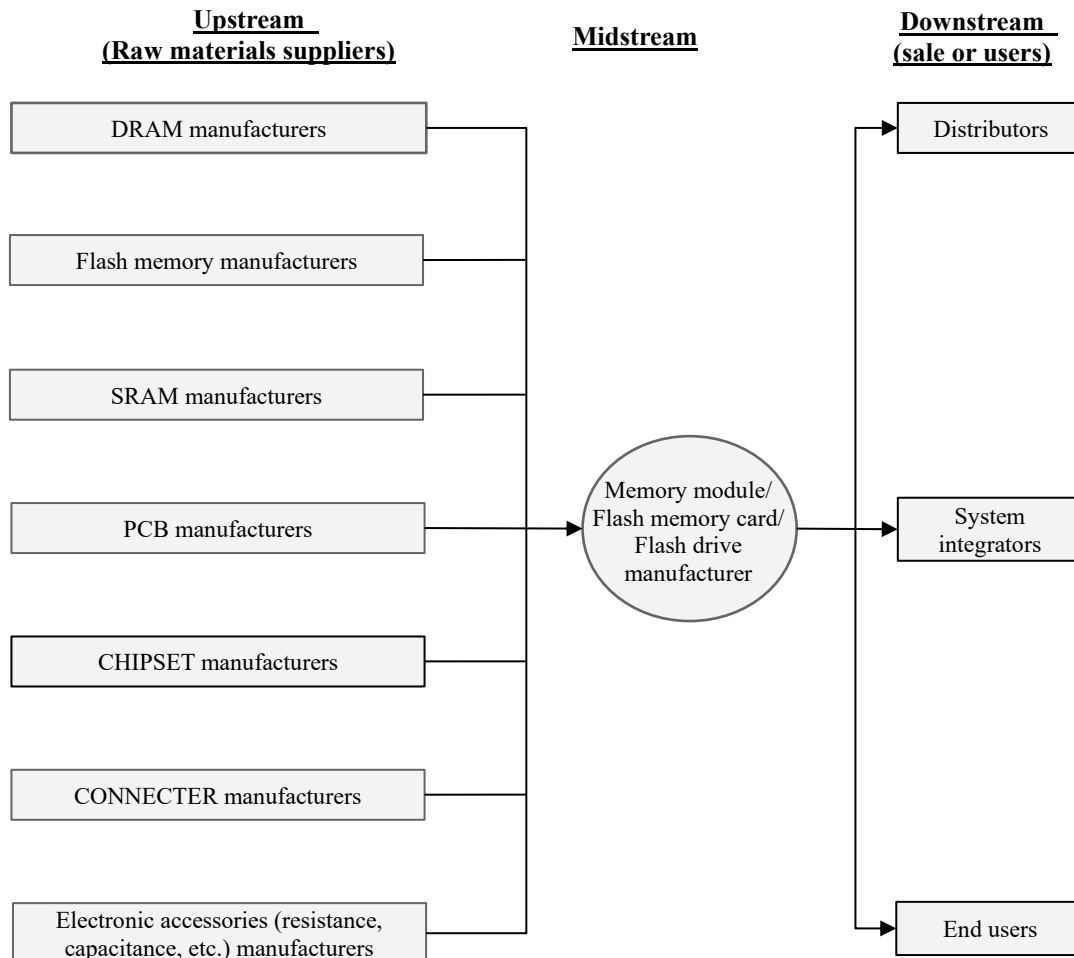 Upstream
(Raw materials suppliers)
Midstream
Downstream
(sale or users)
DRAM manufacturers
Flash memory manufacturers
SRAM manufacturers
PCB manufacturers
CHIPSET manufacturers
CONNECTER manufacturers
Electronic accessories (resistance,
capacitance, etc.) manufacturers
Memory module/
Flash memory card/
Flash drive
manufacturer
Distributors
System
integrators
End users